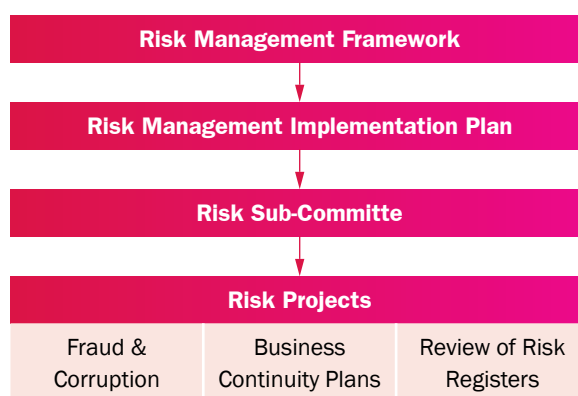 Risk Management Framework
Risk Management Implementation Plan
Risk Sub-Committe
Risk Projects
Fraud &
Corruption
Business
Continuity Plans
Review of Risk
Registers